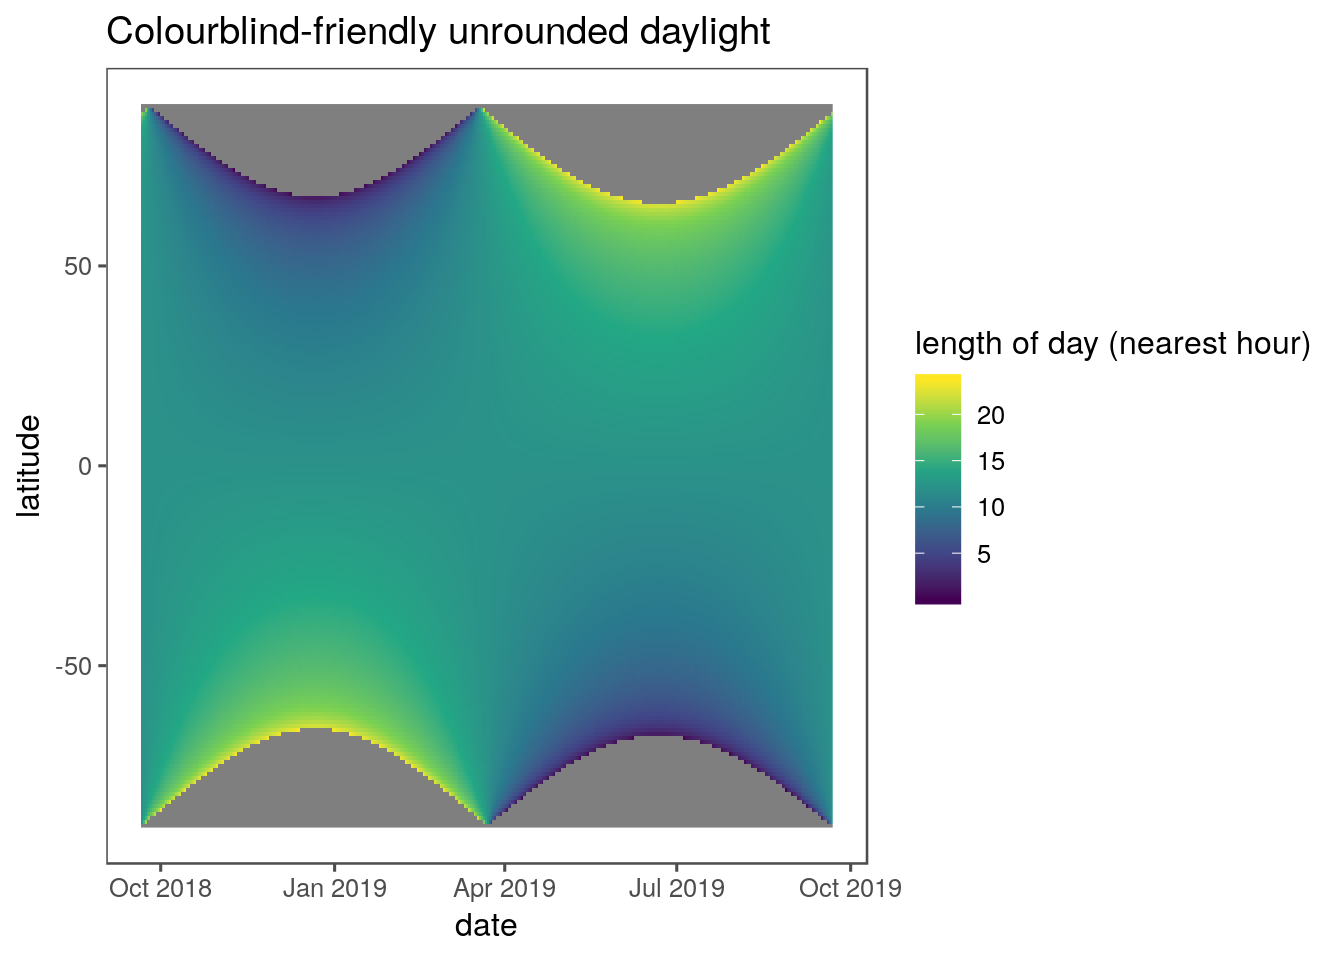 Colourblind-friendly unrounded daylight
latitude
50
0
-50
Oct 2018 Jan 2019 Apr 2019 Jul 2019 Oct 2019
date
length of day (nearest hour)
20
15
10
5